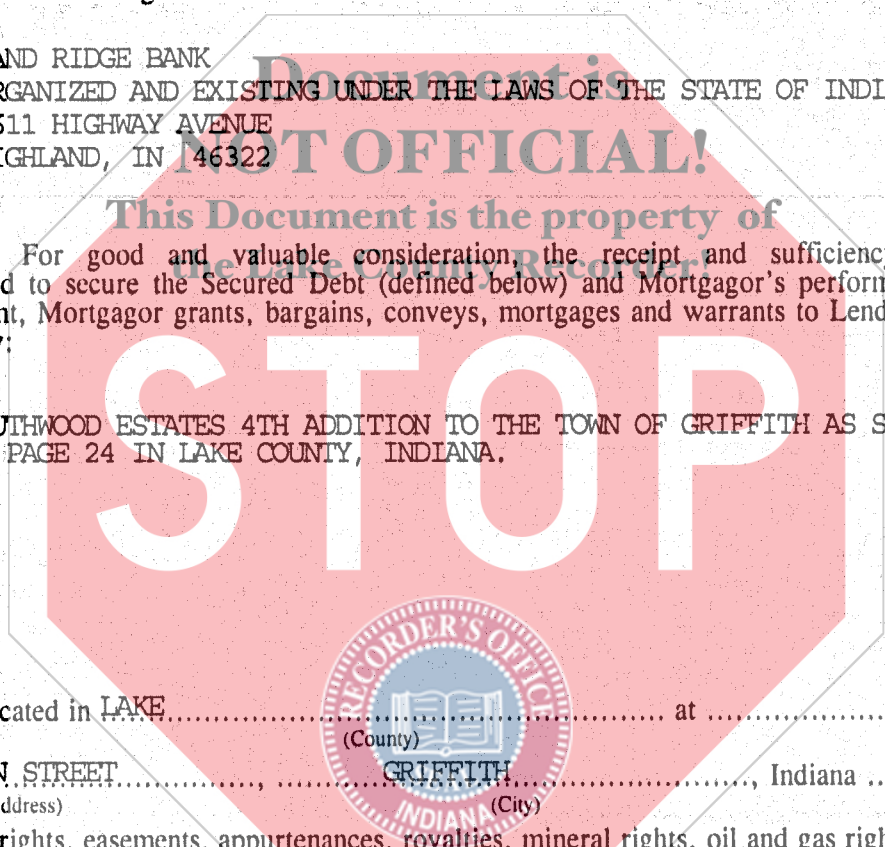 AND RIDGE BANK
RGANIZED AND EXISTING UNDER THE LAWS OF THE STATE OF INDI
611 HIGHWAY AVENUE
IGHLAND, IN 46322
Document is
NOT OFFICIAL!
This Document is the property of
the Lake County Recorder!
For good and valuable consideration, the receipt and sufficienc
d to secure the Secured Debt (defined below) and Mortgagor's perform
nt, Mortgagor grants, bargains, conveys, mortgages and warrants to Lend
:
STOP
UTHWOOD ESTATES 4TH ADDITION TO THE TOWN OF GRIFFITH AS S
PAGE 24 IN LAKE COUNTY, INDIANA.
RECORDER'S OFFICE
cated in LAKE at
(County)
N STREET, GRIFFITH, Indiana
ddress) (City)
INDIANA
rights, easements, appurtenances, royalties, mineral rights, oil and gas righ